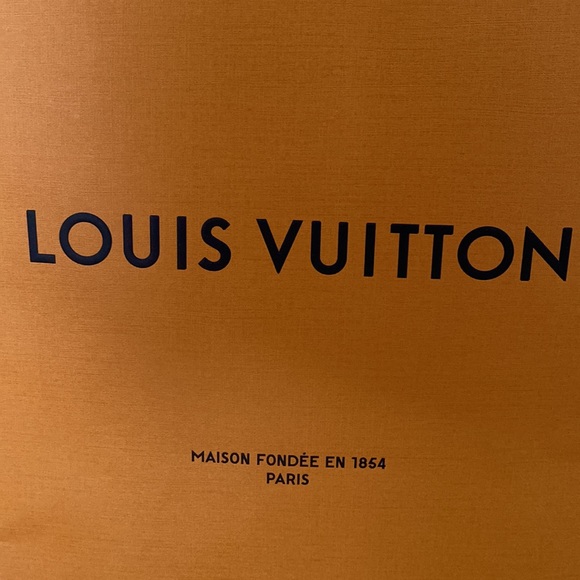 LOUIS VUITTON
MAISON FONDÉE EN 1854
PARIS